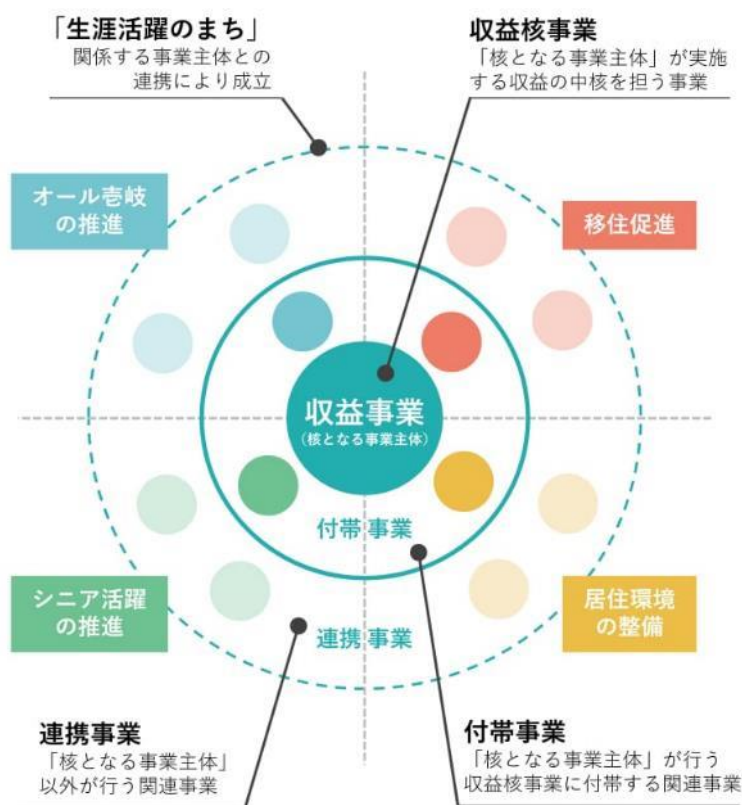 「生涯活躍のまち」
関係する事業主体との
連携により成立
収益核事業
「核となる事業主体」が実施
する収益の中核を担う事業
オール壱岐
の推進
移住促進
収益事業
(核となる事業主体)
付帯 事業
シニア活躍
の推進
連携 事業
居住環境
の整備
連携事業
「核となる事業主体」
以外が行う関連事業
付帯事業
「核となる事業主体」が行う
収益核事業に付帯する関連事業